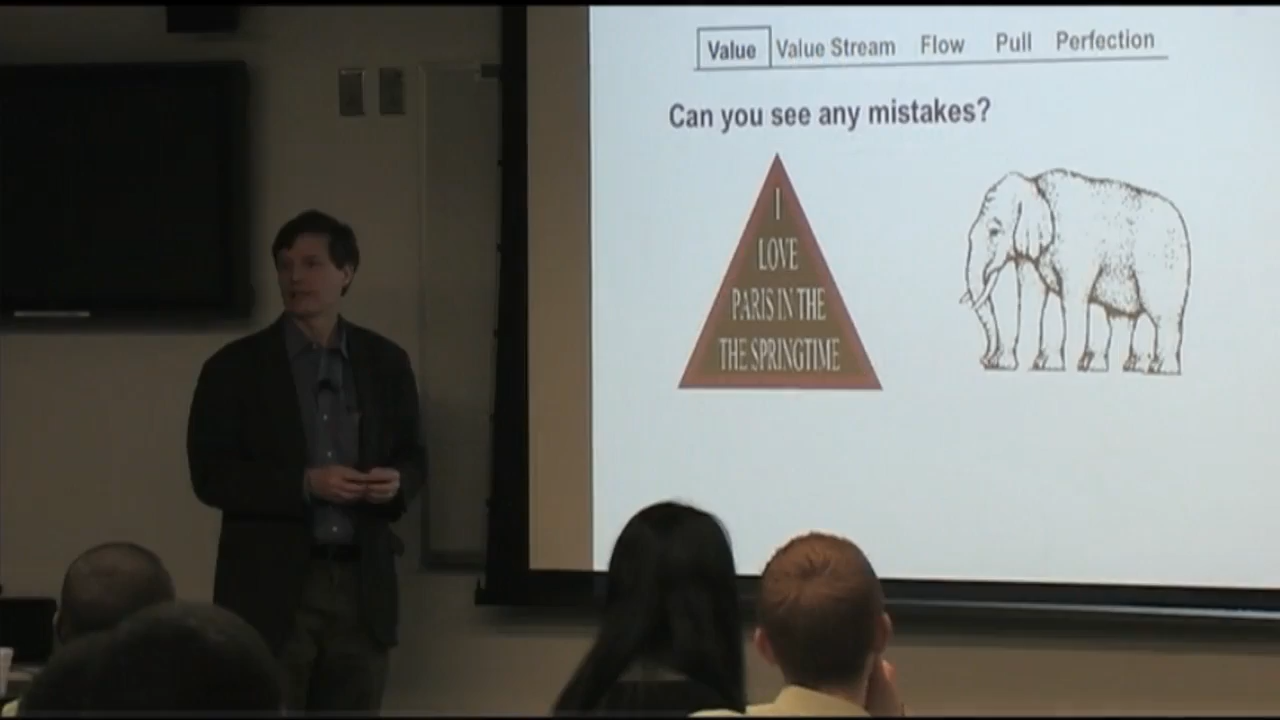 Value Value Stream Flow Pull Perfection
Can you see any mistakes?
I
LOVE
PARIS IN THE
THE SPRINGTIME